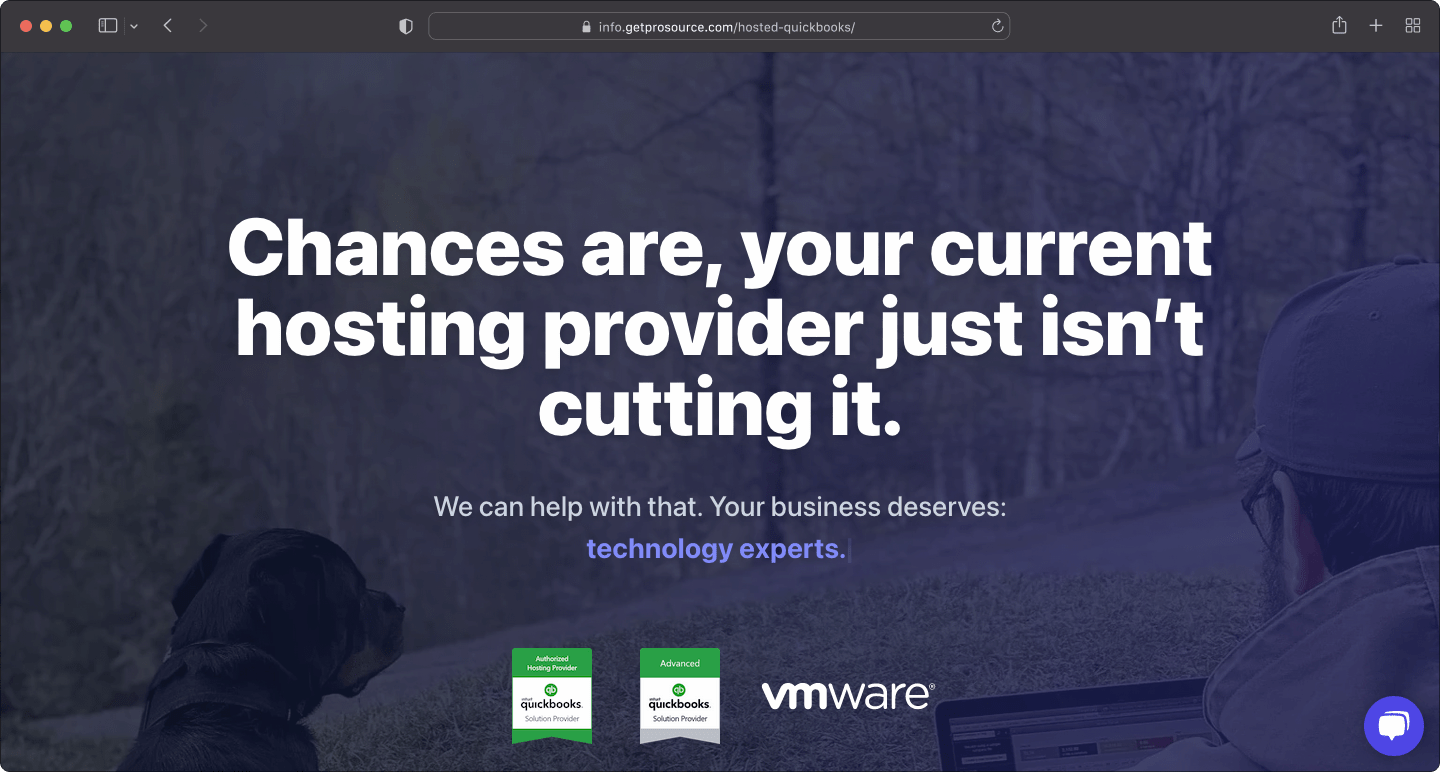 info.getprosource.com/hosted-quickbooks/
Chances are, your current
hosting provider just isn’t
cutting it.
We can help with that. Your business deserves:
technology experts.
Authorized
Hosting Provider
intuit
quickbooks.
Solution Provider
Advanced
intuit
quickbooks.
Solution Provider
vmware®